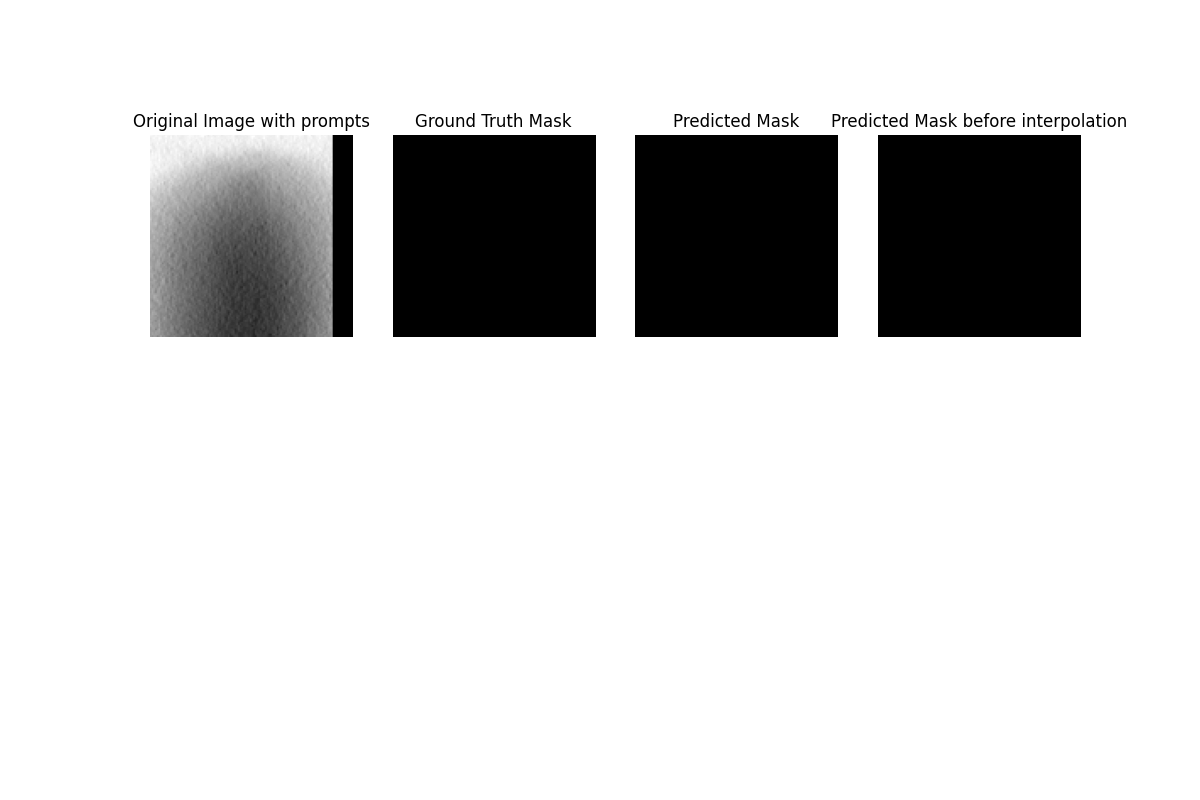 Original Image with prompts
Ground Truth Mask
Predicted Mask
Predicted Mask before interpolation